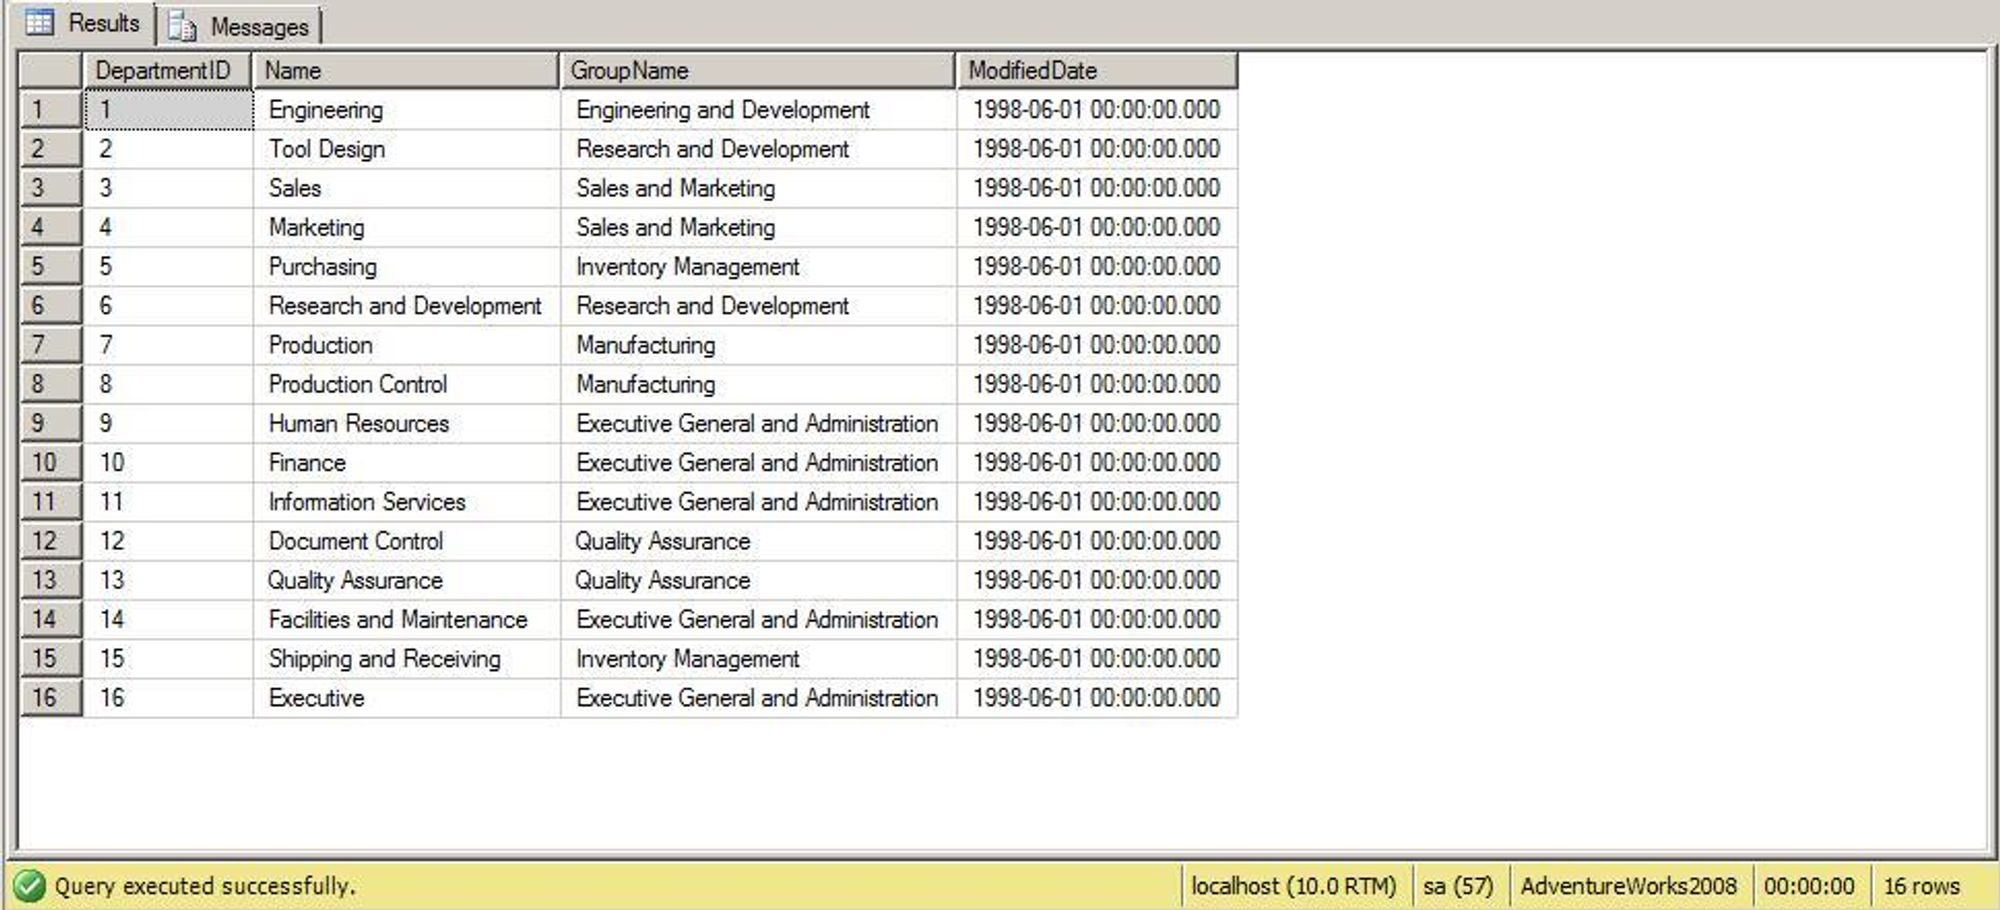 Results Messages
DepartmentID Name GroupName ModifiedDate
1 1 Engineering Engineering and Development 1998-06-01 00:00:00.000
2 2 Tool Design Research and Development 1998-06-01 00:00:00.000
3 3 Sales Sales and Marketing 1998-06-01 00:00:00.000
4 4 Marketing Sales and Marketing 1998-06-01 00:00:00.000
5 5 Purchasing Inventory Management 1998-06-01 00:00:00.000
6 6 Research and Development Research and Development 1998-06-01 00:00:00.000
7 7 Production Manufacturing 1998-06-01 00:00:00.000
8 8 Production Control Manufacturing 1998-06-01 00:00:00.000
9 9 Human Resources Executive General and Administration 1998-06-01 00:00:00.000
10 10 Finance Executive General and Administration 1998-06-01 00:00:00.000
11 11 Information Services Executive General and Administration 1998-06-01 00:00:00.000
12 12 Document Control Quality Assurance 1998-06-01 00:00:00.000
13 13 Quality Assurance Quality Assurance 1998-06-01 00:00:00.000
14 14 Facilities and Maintenance Executive General and Administration 1998-06-01 00:00:00.000
15 15 Shipping and Receiving Inventory Management 1998-06-01 00:00:00.000
16 16 Executive Executive General and Administration 1998-06-01 00:00:00.000
Query executed successfully. localhost (10.0 RTM) sa (57) AdventureWorks2008 00:00:00 16 rows